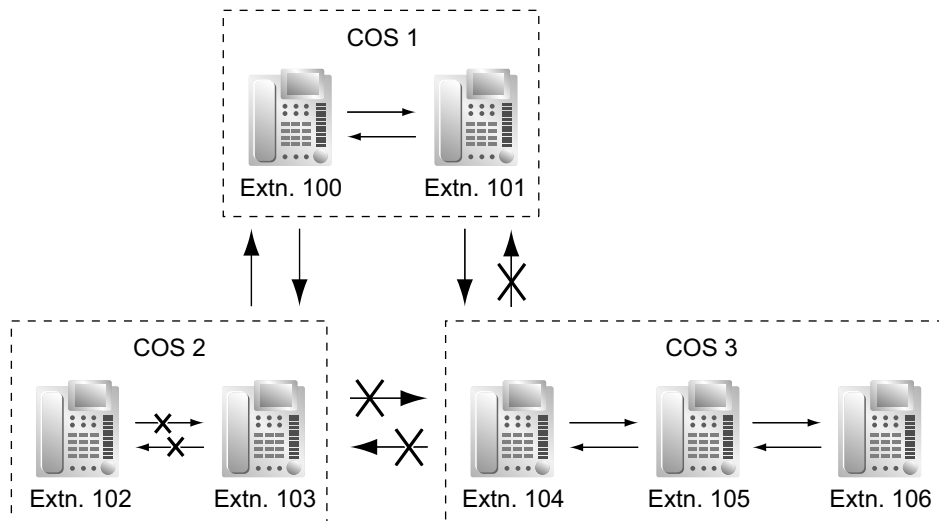 COS 1
Extn. 100 Extn. 101
COS 2 COS 3
Extn. 102 Extn. 103 Extn. 104 Extn. 105 Extn. 106